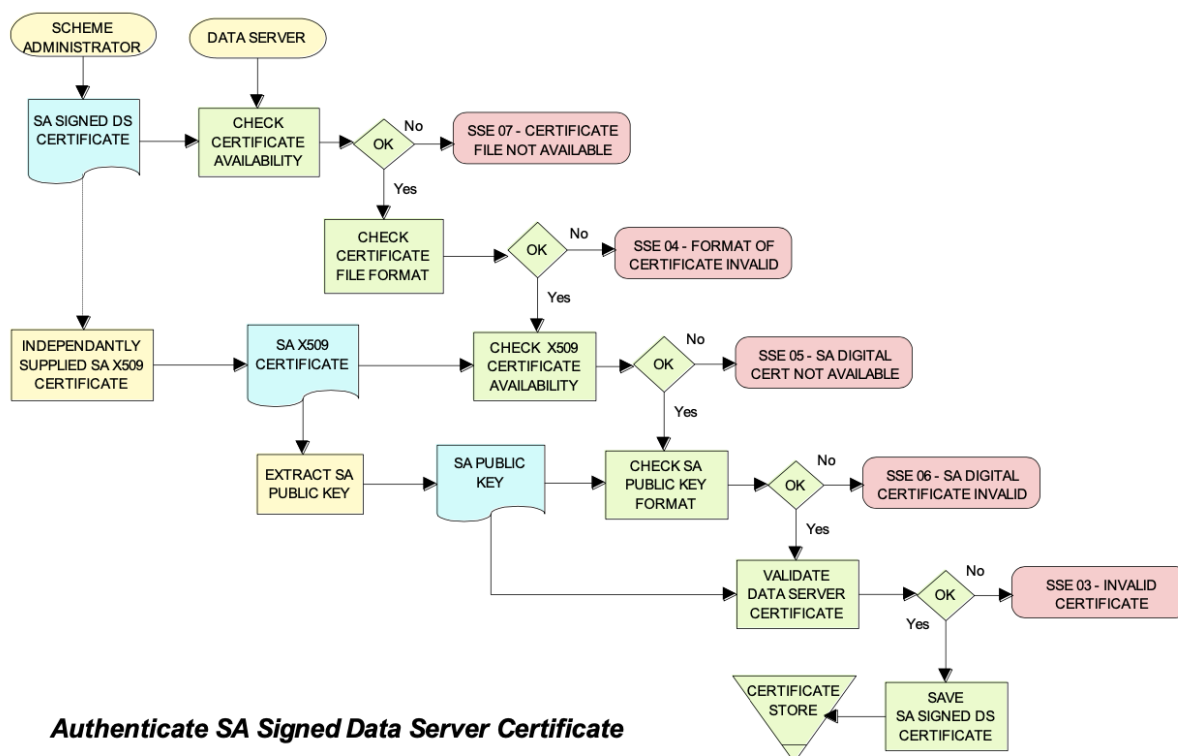 SCHEME
ADMINISTRATOR
DATA SERVER
SA SIGNED DS
CERTIFICATE
CHECK
CERTIFICATE
AVAILABILITY
OK
No
Yes
SSE 07 - CERTIFICATE
FILE NOT AVAILABLE
CHECK
CERTIFICATE
FILE FORMAT
OK
No
Yes
SSE 04 - FORMAT OF
CERTIFICATE INVALID
INDEPENDANTLY
SUPPLIED SA X509
CERTIFICATE
SA X509
CERTIFICATE
CHECK X509
CERTIFICATE
AVAILABILITY
OK
No
Yes
SSE 05 - SA DIGITAL
CERT NOT AVAILABLE
EXTRACT SA
PUBLIC KEY
SA PUBLIC
KEY
CHECK SA
PUBLIC KEY
FORMAT
OK
No
Yes
SSE 06 - SA DIGITAL
CERTIFICATE INVALID
VALIDATE
DATA SERVER
CERTIFICATE
OK
No
Yes
SSE 03 - INVALID
CERTIFICATE
CERTIFICATE
STORE
SAVE
SA SIGNED DS
CERTIFICATE
Authenticate SA Signed Data Server Certificate